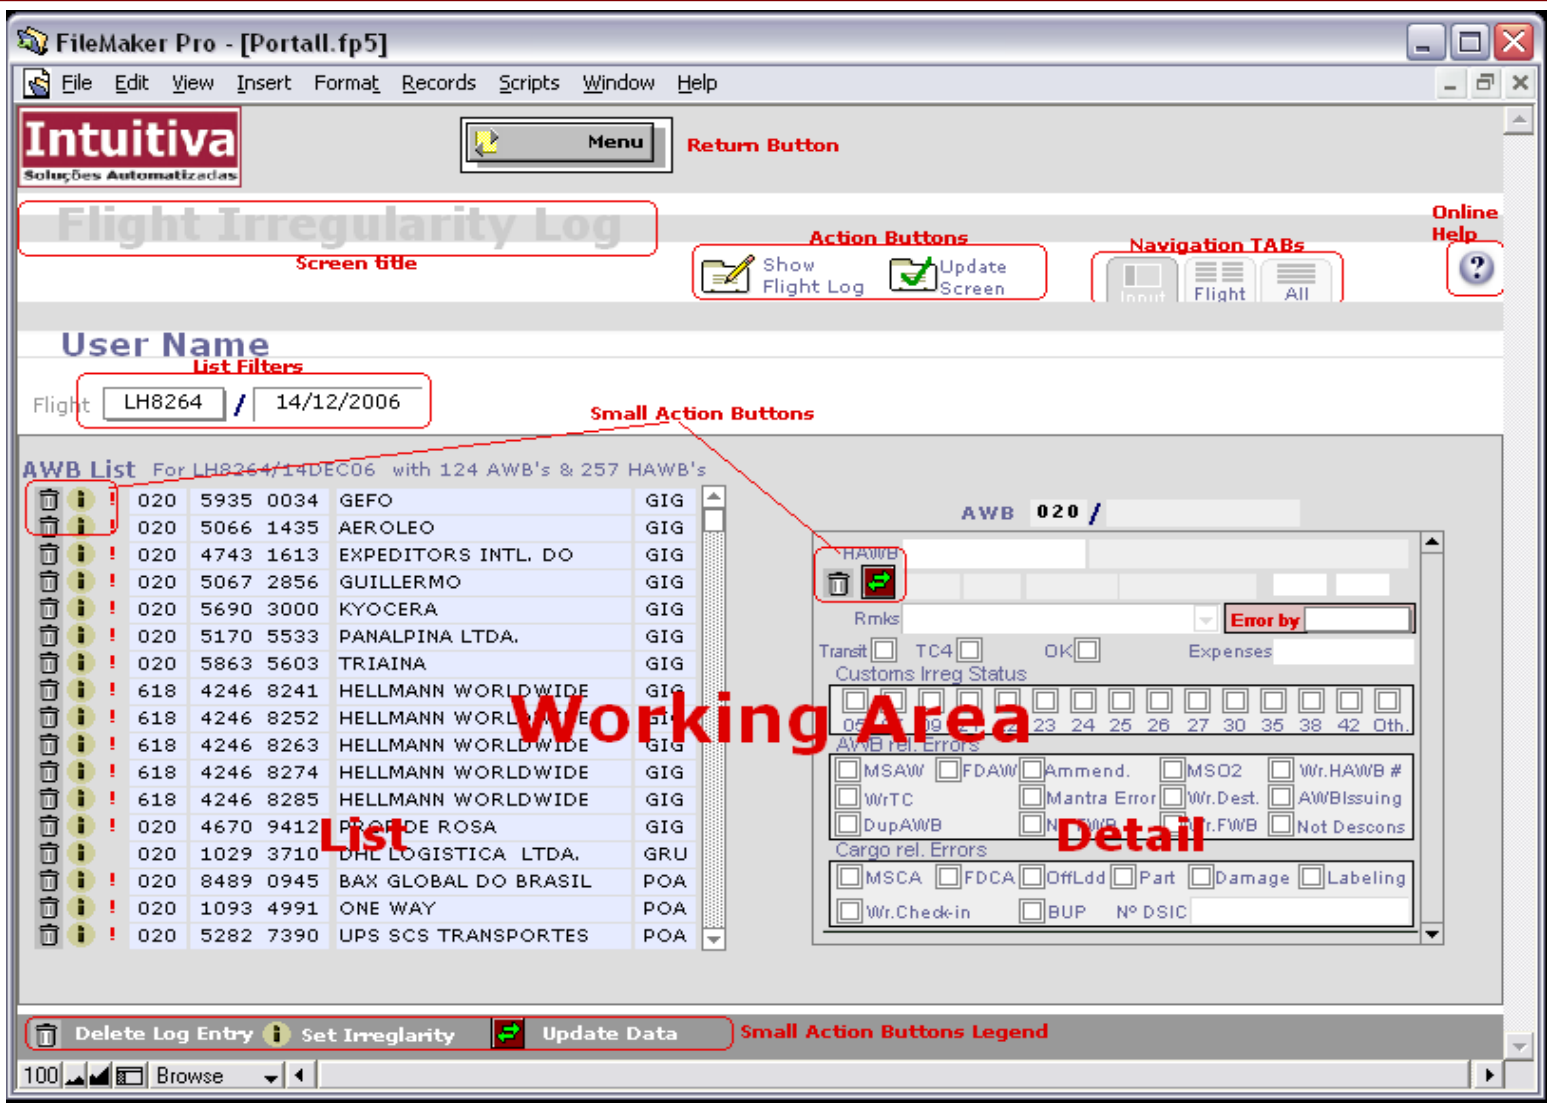 FileMaker Pro - [Portall.fp5]
File Edit View Insert Format Records Scripts Window Help
Intuitiva
Soluções Automatizadas
Menu
Return Button
Flight Irregularity Log
Screen title
Action Buttons
Show
Flight Log
Update
Screen
Navigation TABs
Input Flight All
Online
Help
?
User Name
List Filters
Flight LH8264 / 14/12/2006
Small Action Buttons
AWB List For LH8264/14DEC06 with 124 AWB's & 257 HAWB's
! 020 5935 0034 GEFO GIG
! 020 5066 1435 AEROLEO GIG
! 020 4743 1613 EXPEDITORS INTL. DO GIG
! 020 5067 2856 GUILLERMO GIG
! 020 5690 3000 KYOCERA GIG
! 020 5170 5533 PANALPINA LTDA. GIG
! 020 5863 5603 TRIAINA GIG
! 618 4246 8241 HELLMANN WORLDWIDE GIG
! 618 4246 8252 HELLMANN WORLDWIDE GIG
! 618 4246 8263 HELLMANN WORLDWIDE GIG
! 618 4246 8274 HELLMANN WORLDWIDE GIG
! 618 4246 8285 HELLMANN WORLDWIDE GIG
! 020 4670 9412 DE ROSA GIG
020 1029 3710 DHL LOGISTICA LTDA. GRU
! 020 8489 0945 BAX GLOBAL DO BRASIL POA
! 020 1093 4991 ONE WAY POA
! 020 5282 7390 UPS SCS TRANSPORTES POA
Working Area
List
Detail
AWB 020 /
HAWB
Rmks Error by
Transit TC4 OK Expenses
Customs Irreg Status
05 09 23 24 25 26 27 30 35 38 42 Oth.
AWB rel. Errors
MSAW FDAW Ammend. MSO2 Wr.HAWB #
WrTC Mantra Error Wr.Dest. AWBIssuing
DupAWB Wr.FWB Not Descons
Cargo rel. Errors
MSCA FDCA OffLdd Part Damage Labeling
Wr.Check-in BUP Nº DSIC
Delete Log Entry Set Irreglarity Update Data
Small Action Buttons Legend
100 Browse